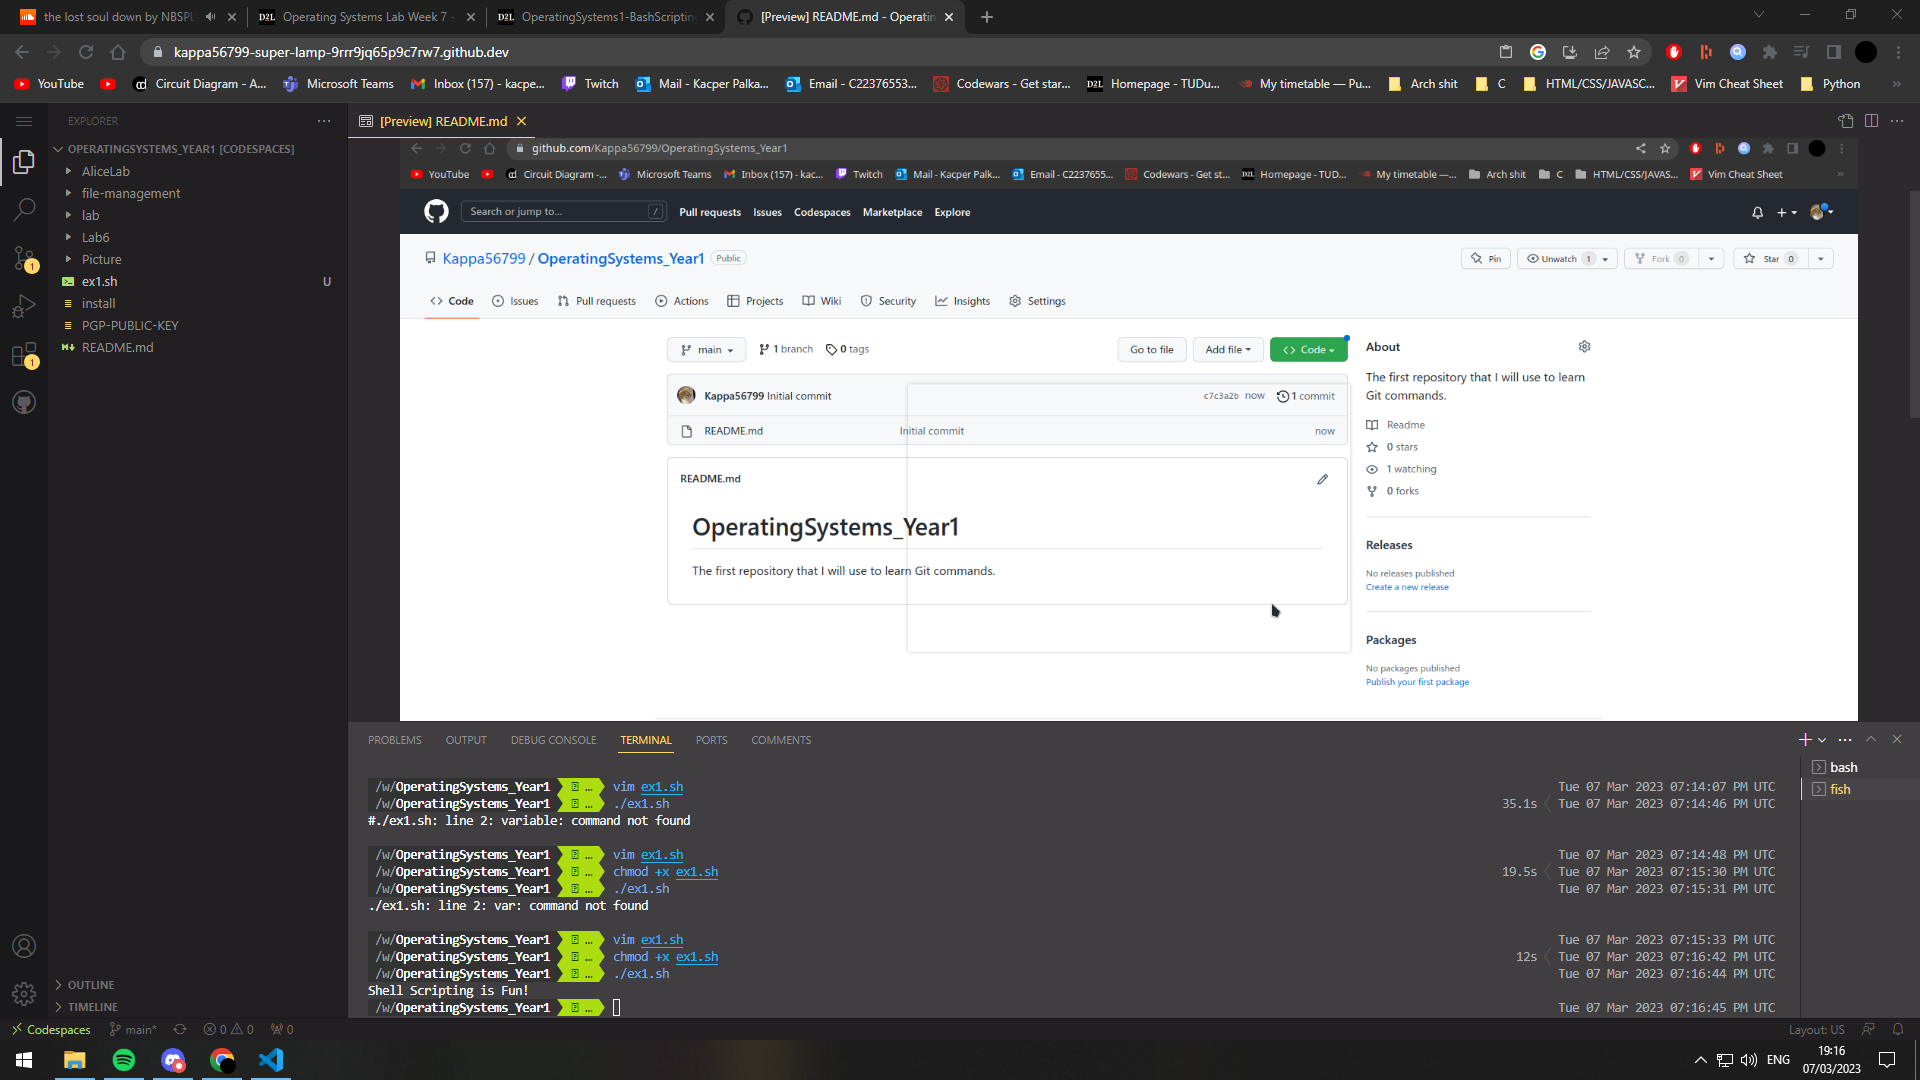 the lost soul down by NBSPL
Operating Systems Lab Week 7 -
OperatingSystems1-BashScripting
[Preview] README.md - Operatin
kappa56799-super-lamp-9rrr9jq65p9c7rw7.github.dev
YouTube
Circuit Diagram - A...
Microsoft Teams
Inbox (157) - kacpe...
Twitch
Mail - Kacper Palka...
Email - C22376553...
Codewars - Get star...
Homepage - TUDu...
My timetable — Pu...
Arch shit
C
HTML/CSS/JAVASC...
Vim Cheat Sheet
Python
EXPLORER
OPERATINGSYSTEMS_YEAR1 [CODESPACES]
AliceLab
file-management
lab
Lab6
Picture
ex1.sh U
install
PGP-PUBLIC-KEY
README.md
OUTLINE
TIMELINE
[Preview] README.md
github.com/Kappa56799/OperatingSystems_Year1
YouTube
Circuit Diagram -...
Microsoft Teams
Inbox (157) - kac...
Twitch
Mail - Kacper Palk...
Email - C2237655...
Codewars - Get st...
Homepage - TUD...
My timetable —...
Arch shit
C
HTML/CSS/JAVAS...
Vim Cheat Sheet
Search or jump to... /
Pull requests
Issues
Codespaces
Marketplace
Explore
Kappa56799 / OperatingSystems_Year1 Public
Pin
Unwatch 1
Fork 0
Star 0
Code
Issues
Pull requests
Actions
Projects
Wiki
Security
Insights
Settings
main
1 branch
0 tags
Go to file
Add file
Code
Kappa56799 Initial commit c7c3a2b now 1 commit
README.md Initial commit now
README.md
OperatingSystems_Year1
The first repository that I will use to learn Git commands.
About
The first repository that I will use to learn
Git commands.
Readme
0 stars
1 watching
0 forks
Releases
No releases published
Create a new release
Packages
No packages published
Publish your first package
PROBLEMS
OUTPUT
DEBUG CONSOLE
TERMINAL
PORTS
COMMENTS
/w/OperatingSystems_Year1 ... vim ex1.sh Tue 07 Mar 2023 07:14:07 PM UTC
/w/OperatingSystems_Year1 ... ./ex1.sh 35.1s Tue 07 Mar 2023 07:14:46 PM UTC
#./ex1.sh: line 2: variable: command not found
/w/OperatingSystems_Year1 ... vim ex1.sh Tue 07 Mar 2023 07:14:48 PM UTC
/w/OperatingSystems_Year1 ... chmod +x ex1.sh 19.5s Tue 07 Mar 2023 07:15:30 PM UTC
/w/OperatingSystems_Year1 ... ./ex1.sh Tue 07 Mar 2023 07:15:31 PM UTC
./ex1.sh: line 2: var: command not found
/w/OperatingSystems_Year1 ... vim ex1.sh Tue 07 Mar 2023 07:15:33 PM UTC
/w/OperatingSystems_Year1 ... chmod +x ex1.sh 12s Tue 07 Mar 2023 07:16:42 PM UTC
/w/OperatingSystems_Year1 ... ./ex1.sh Tue 07 Mar 2023 07:16:44 PM UTC
Shell Scripting is Fun!
/w/OperatingSystems_Year1 ... Tue 07 Mar 2023 07:16:45 PM UTC
bash
fish
Codespaces
main*
0 0
0
Layout: US
ENG
19:16
07/03/2023